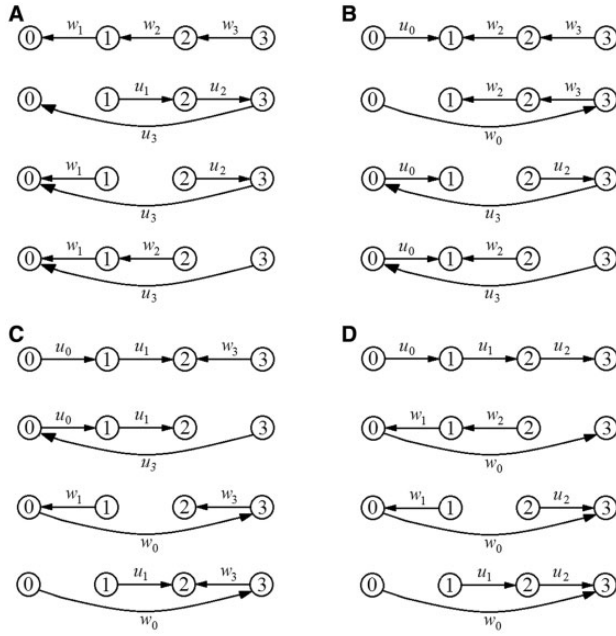 A
w1 w2 w3
0 1 2 3
u1 u2
0 1 2 3
u3
w1 u2
0 1 2 3
u3
w1 w2
0 1 2 3
u3
B
u0 w2 w3
0 1 2 3
w2 w3
0 1 2 3
w0
u0 u2
0 1 2 3
u3
u0 w2
0 1 2 3
u3
C
u0 u1 w3
0 1 2 3
u0 u1
0 1 2 3
u3
w1 w3
0 1 2 3
w0
u1 w3
0 1 2 3
w0
D
u0 u1 u2
0 1 2 3
w1 w2
0 1 2 3
w0
w1 u2
0 1 2 3
w0
u1 u2
0 1 2 3
w0